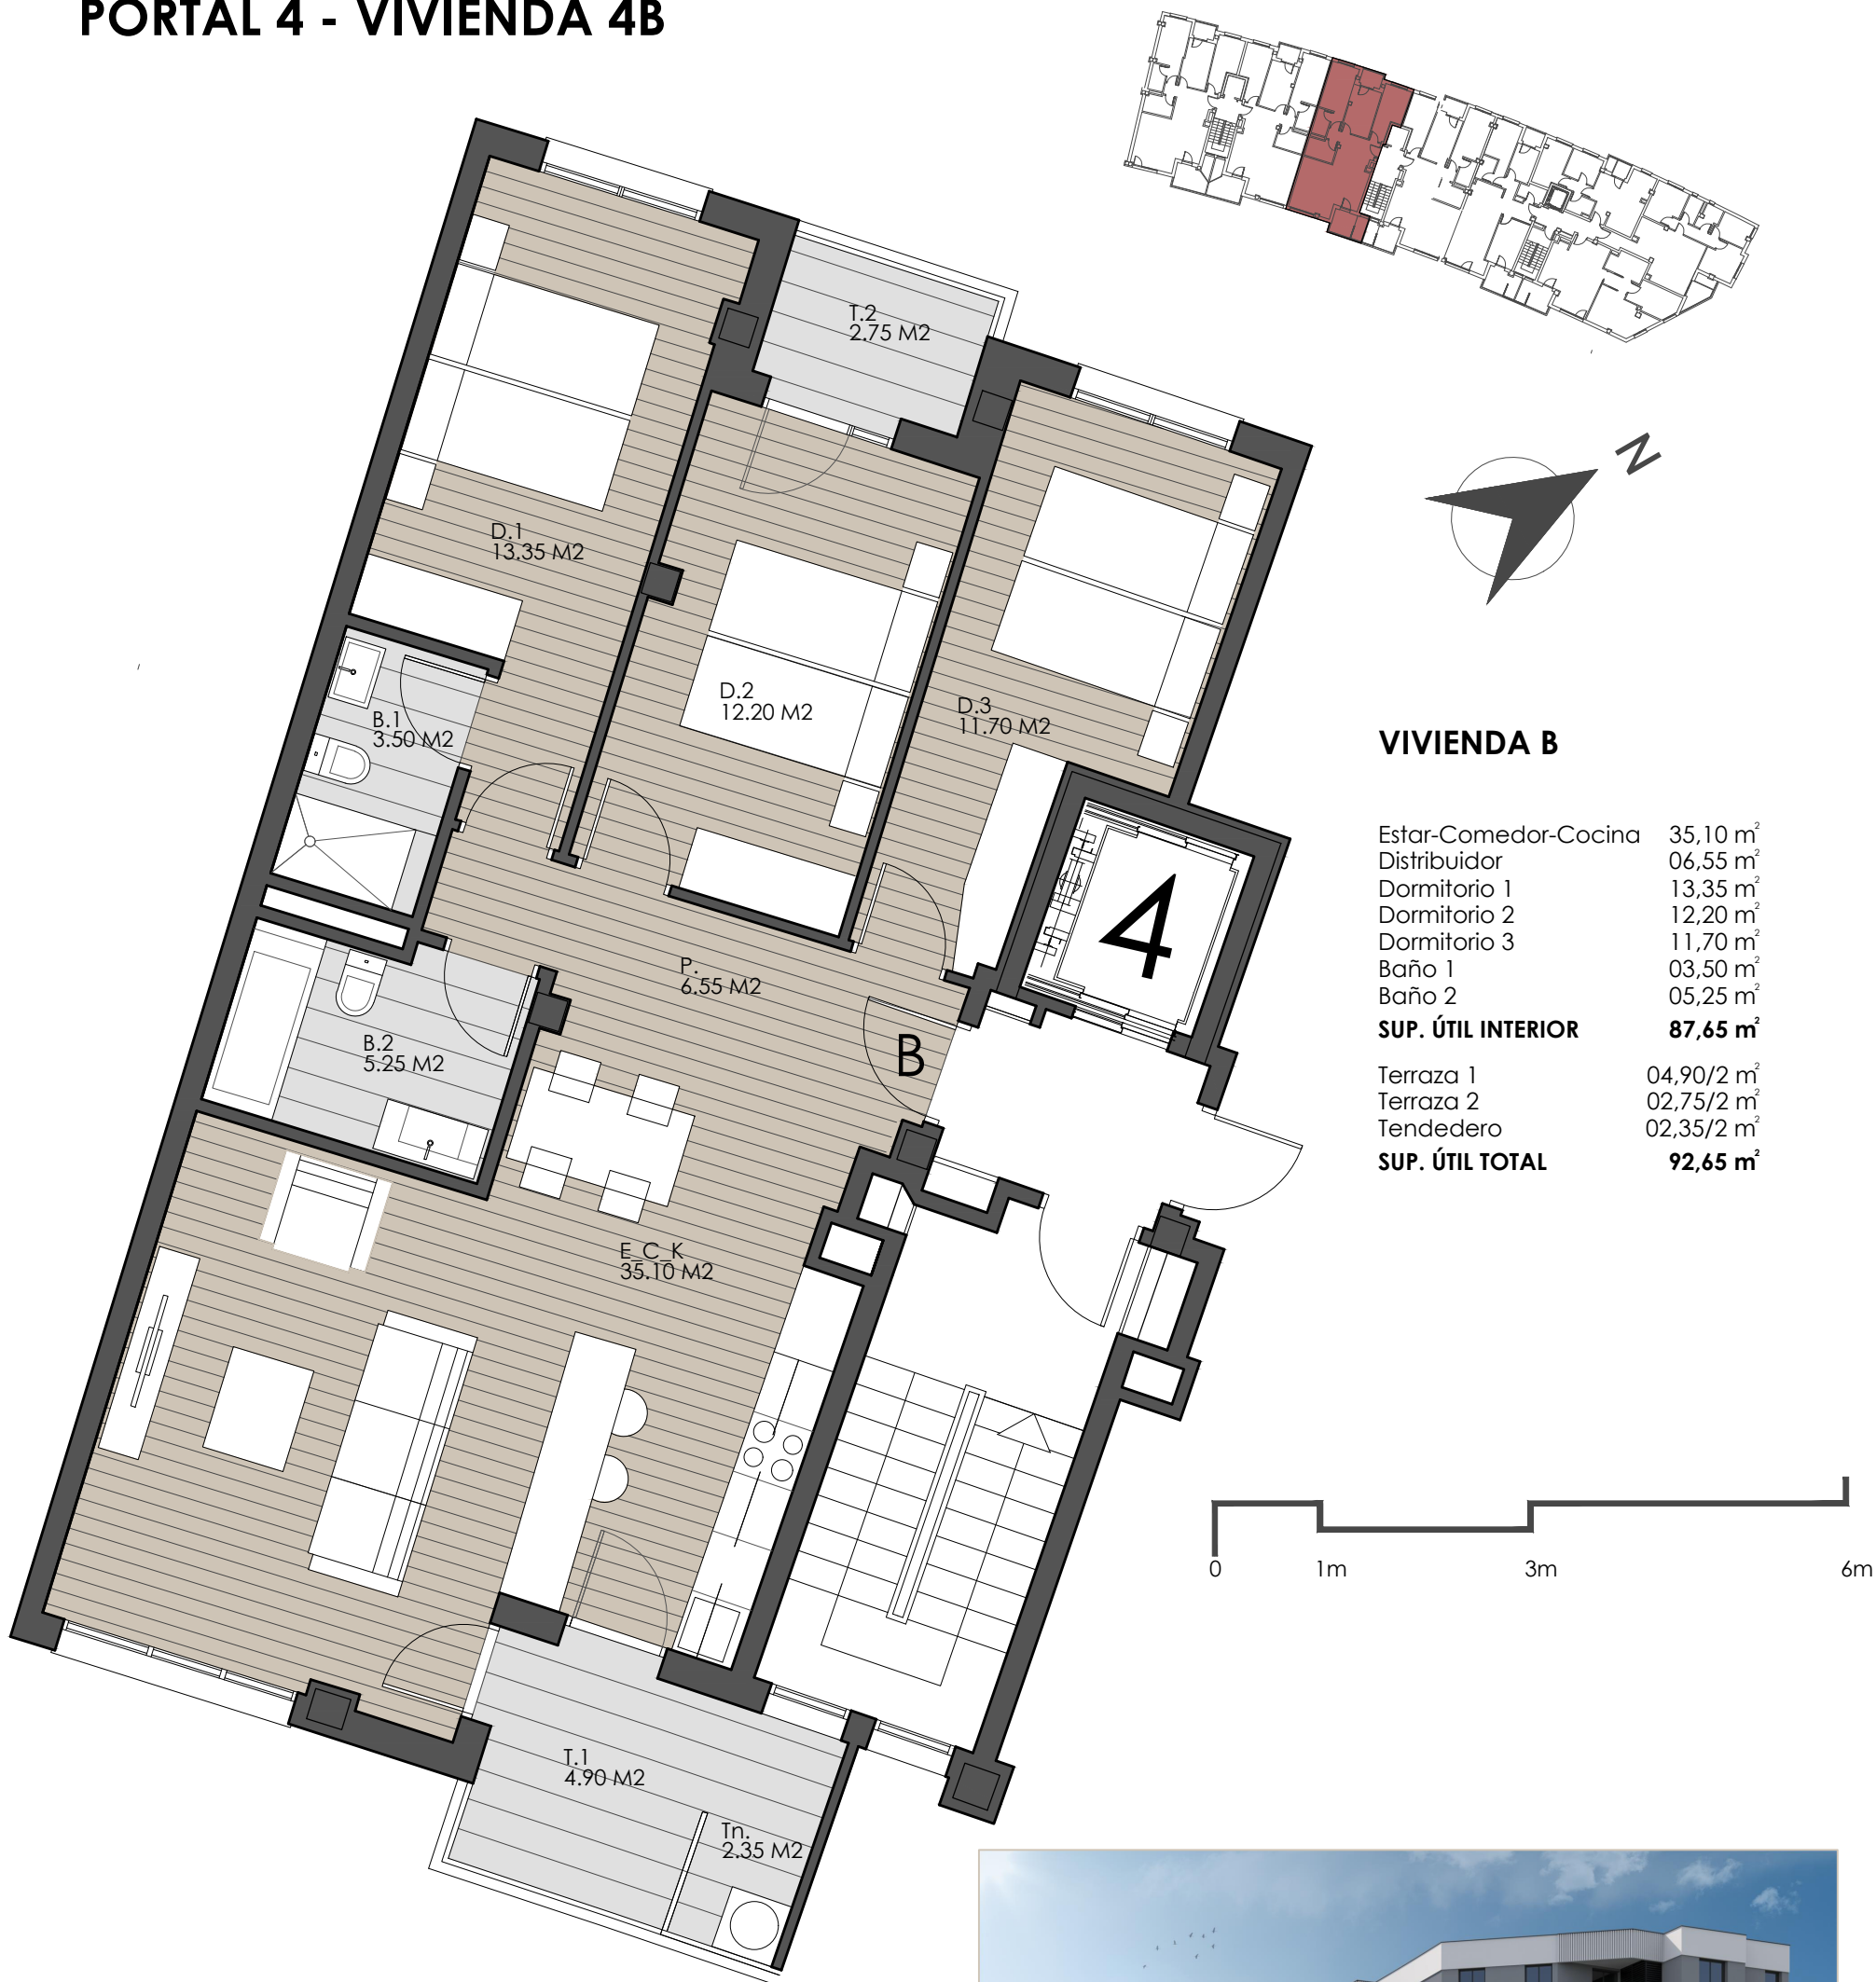 PORTAL 4 - VIVIENDA 4B
T.2
2.75 M2
N
D.1
13.35 M2
D.2
12.20 M2
D.3
11.70 M2
B.1
3.50 M2
VIVIENDA B
Estar-Comedor-Cocina 35,10 m²
Distribuidor 06,55 m²
Dormitorio 1 13,35 m²
Dormitorio 2 12,20 m²
Dormitorio 3 11,70 m²
Baño 1 03,50 m²
Baño 2 05,25 m²
SUP. ÚTIL INTERIOR 87,65 m²
Terraza 1 04,90/2 m²
Terraza 2 02,75/2 m²
Tendedero 02,35/2 m²
SUP. ÚTIL TOTAL 92,65 m²
4
P.
6.55 M2
B
B.2
5.25 M2
E_C_K
35.10 M2
0 1m 3m 6m
T.1
4.90 M2
Tn.
2.35 M2